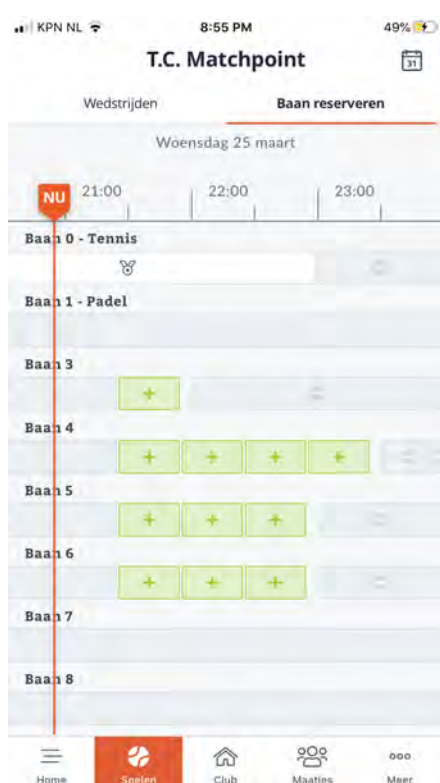 KPN NL 8:55 PM 49%
T.C. Matchpoint 31
Wedstrijden Baan reserveren
Woensdag 25 maart
NU 21:00 22:00 23:00
Baan 0 - Tennis
Baan 1 - Padel
Baan 3
+
Baan 4
+ + + +
Baan 5
+ + +
Baan 6
+ + +
Baan 7
Baan 8
Home Spelen Club Maatjes Meer